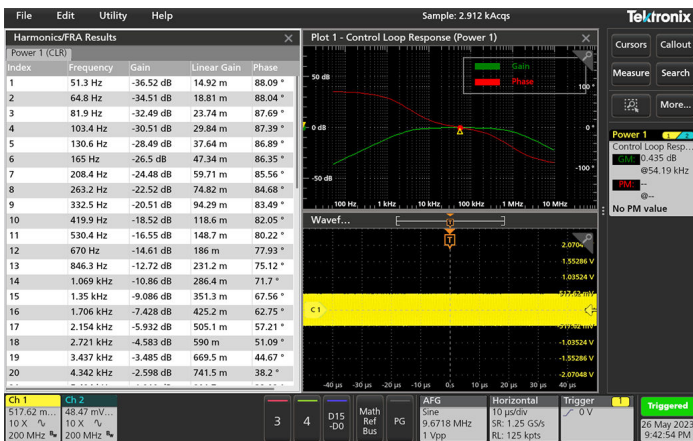 File Edit Utility Help Sample: 2.912 kAcqs Tektronix
Harmonics/FRA Results
Power 1 (CLR)
Index Frequency Gain Linear Gain Phase
1 51.3 Hz -36.52 dB 14.92 m 88.09 °
2 64.8 Hz -34.51 dB 18.81 m 88.04 °
3 81.9 Hz -32.49 dB 23.74 m 87.69 °
4 103.4 Hz -30.51 dB 29.84 m 87.39 °
5 130.6 Hz -28.49 dB 37.64 m 86.89 °
6 165 Hz -26.5 dB 47.34 m 86.35 °
7 208.4 Hz -24.48 dB 59.71 m 85.56 °
8 263.2 Hz -22.52 dB 74.82 m 84.68 °
9 332.5 Hz -20.51 dB 94.29 m 83.49 °
10 419.9 Hz -18.52 dB 118.6 m 82.05 °
11 530.4 Hz -16.55 dB 148.7 m 80.22 °
12 670 Hz -14.61 dB 186 m 77.93 °
13 846.3 Hz -12.72 dB 231.2 m 75.12 °
14 1.069 kHz -10.86 dB 286.4 m 71.7 °
15 1.35 kHz -9.086 dB 351.3 m 67.56 °
16 1.706 kHz -7.428 dB 425.2 m 62.75 °
17 2.154 kHz -5.932 dB 505.1 m 57.21 °
18 2.721 kHz -4.583 dB 590 m 51.09 °
19 3.437 kHz -3.485 dB 669.5 m 44.67 °
20 4.342 kHz -2.598 dB 741.5 m 38.2 °
Plot 1 - Control Loop Response (Power 1)
Gain
Phase
50 dB
100 °
0 dB
0 °
-50 dB
-100 °
100 Hz 1 kHz 10 kHz 100 kHz 1 MHz 10 MHz
Wavef...
T
2.0704
1.55286 V
1.03524 V
517.62 mV
C1
-517.62 mV
-1.03524 V
-1.55286 V
-2.07048 V
-40 µs -30 µs -20 µs -10 µs 0 s 10 µs 20 µs 30 µs 40 µs
Cursors Callout
Measure Search
More...
Power 1 1 2
Control Loop Resp...
GM: 0.435 dB
@54.19 kHz
PM: --
@--
No PM value
Ch 1
517.62 m...
10 X
200 MHz
Ch 2
48.47 mV...
10 X
200 MHz
3
4
D15
-D0
Math
Ref
Bus
PG
AFG
Sine
9.6718 MHz
1 Vpp
Horizontal
10 µs/div
SR: 1.25 GS/s
RL: 125 kpts
Trigger 1
0 V
Triggered
26 May 2023
9:42:54 PM